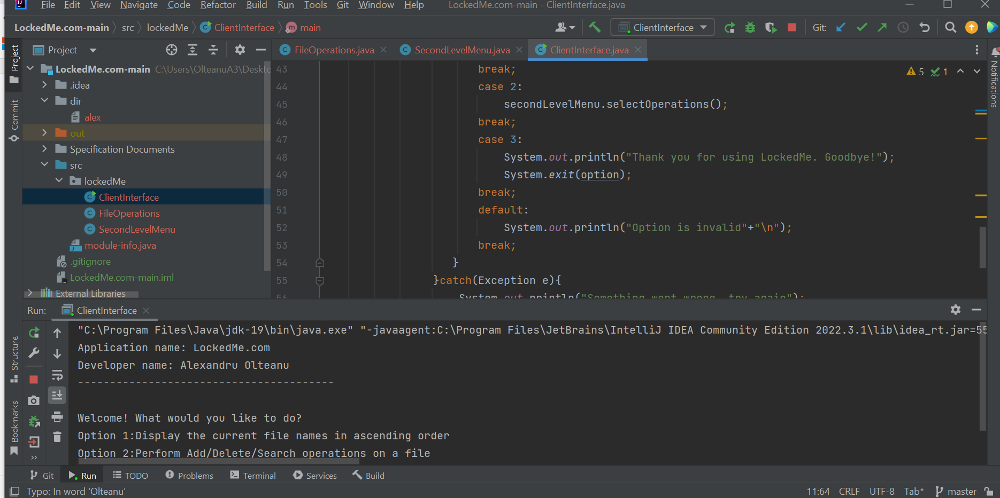 File Edit View Navigate Code Refactor Build Run Tools Git Window Help LockedMe.com-main - ClientInterface.java
LockedMe.com-main src lockedMe ClientInterface main ClientInterface Git:
Project
FileOperations.java SecondLevelMenu.java ClientInterface.java
Project
Commit
Structure
Bookmarks
Notifications
LockedMe.com-main C:\Users\OlteanuA3\Deskto
.idea
dir
alex
out
Specification Documents
src
lockedMe
ClientInterface
FileOperations
SecondLevelMenu
module-info.java
.gitignore
LockedMe.com-main.iml
External Libraries
5 1
43 break;
44 case 2:
45 secondLevelMenu.selectOperations();
46 break;
47 case 3:
48 System.out.println("Thank you for using LockedMe. Goodbye!");
49 System.exit(option);
50 break;
51 default:
52 System.out.println("Option is invalid"+"\n");
53 break;
54 }
55 }catch(Exception e){
56 System.out.println("Something went wrong, try again");
Run: ClientInterface
"C:\Program Files\Java\jdk-19\bin\java.exe" "-javaagent:C:\Program Files\JetBrains\IntelliJ IDEA Community Edition 2022.3.1\lib\idea_rt.jar=55
Application name: LockedMe.com
Developer name: Alexandru Olteanu
----------------------------------------
Welcome! What would you like to do?
Option 1:Display the current file names in ascending order
Option 2:Perform Add/Delete/Search operations on a file
Git Run TODO Problems Terminal Services Build
Typo: In word 'Olteanu' 11:64 CRLF UTF-8 Tab* master